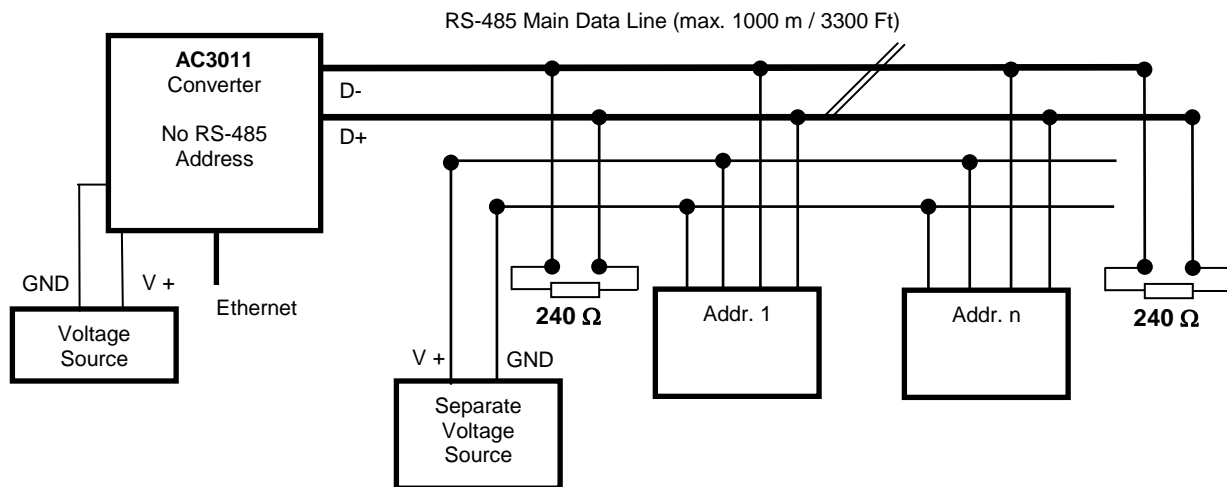 RS-485 Main Data Line (max. 1000 m / 3300 Ft)
AC3011
Converter
No RS-485
Address
D-
D+
GND
V +
Ethernet
Voltage
Source
240 Ω
Addr. 1
Addr. n
240 Ω
V +
GND
Separate
Voltage
Source